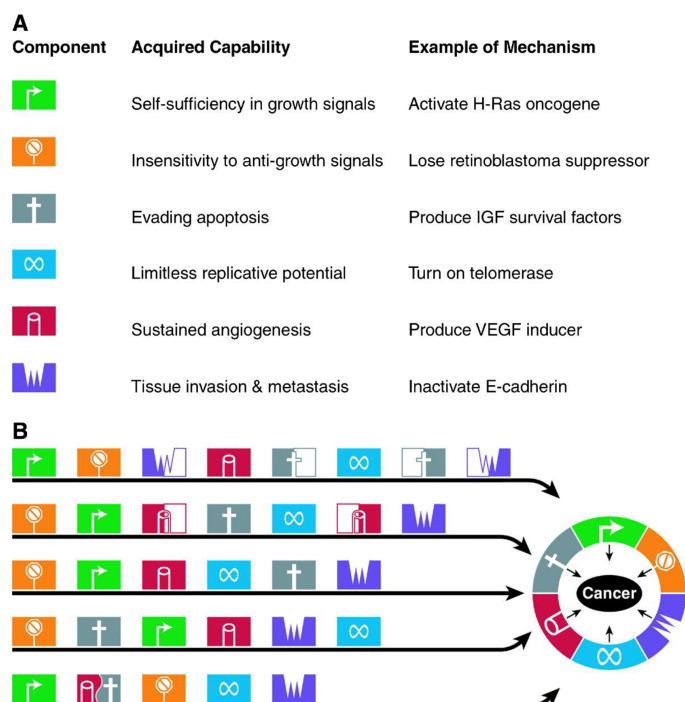 A
Component Acquired Capability Example of Mechanism
Self-sufficiency in growth signals Activate H-Ras oncogene
Insensitivity to anti-growth signals Lose retinoblastoma suppressor
Evading apoptosis Produce IGF survival factors
Limitless replicative potential Turn on telomerase
Sustained angiogenesis Produce VEGF inducer
Tissue invasion & metastasis Inactivate E-cadherin
B
Cancer